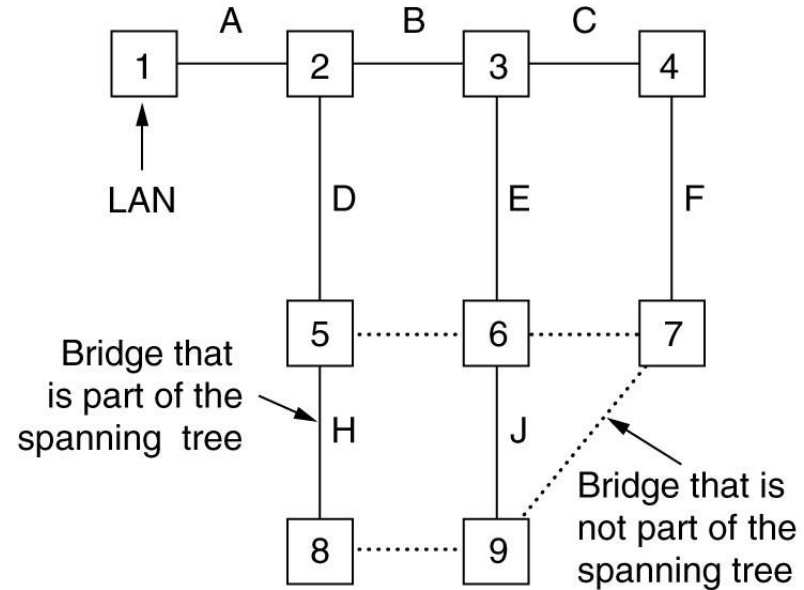 A B C
1 2 3 4
LAN
D E F
5 6 7
Bridge that
is part of the
spanning tree
H J
Bridge that is
not part of the
spanning tree
8 9